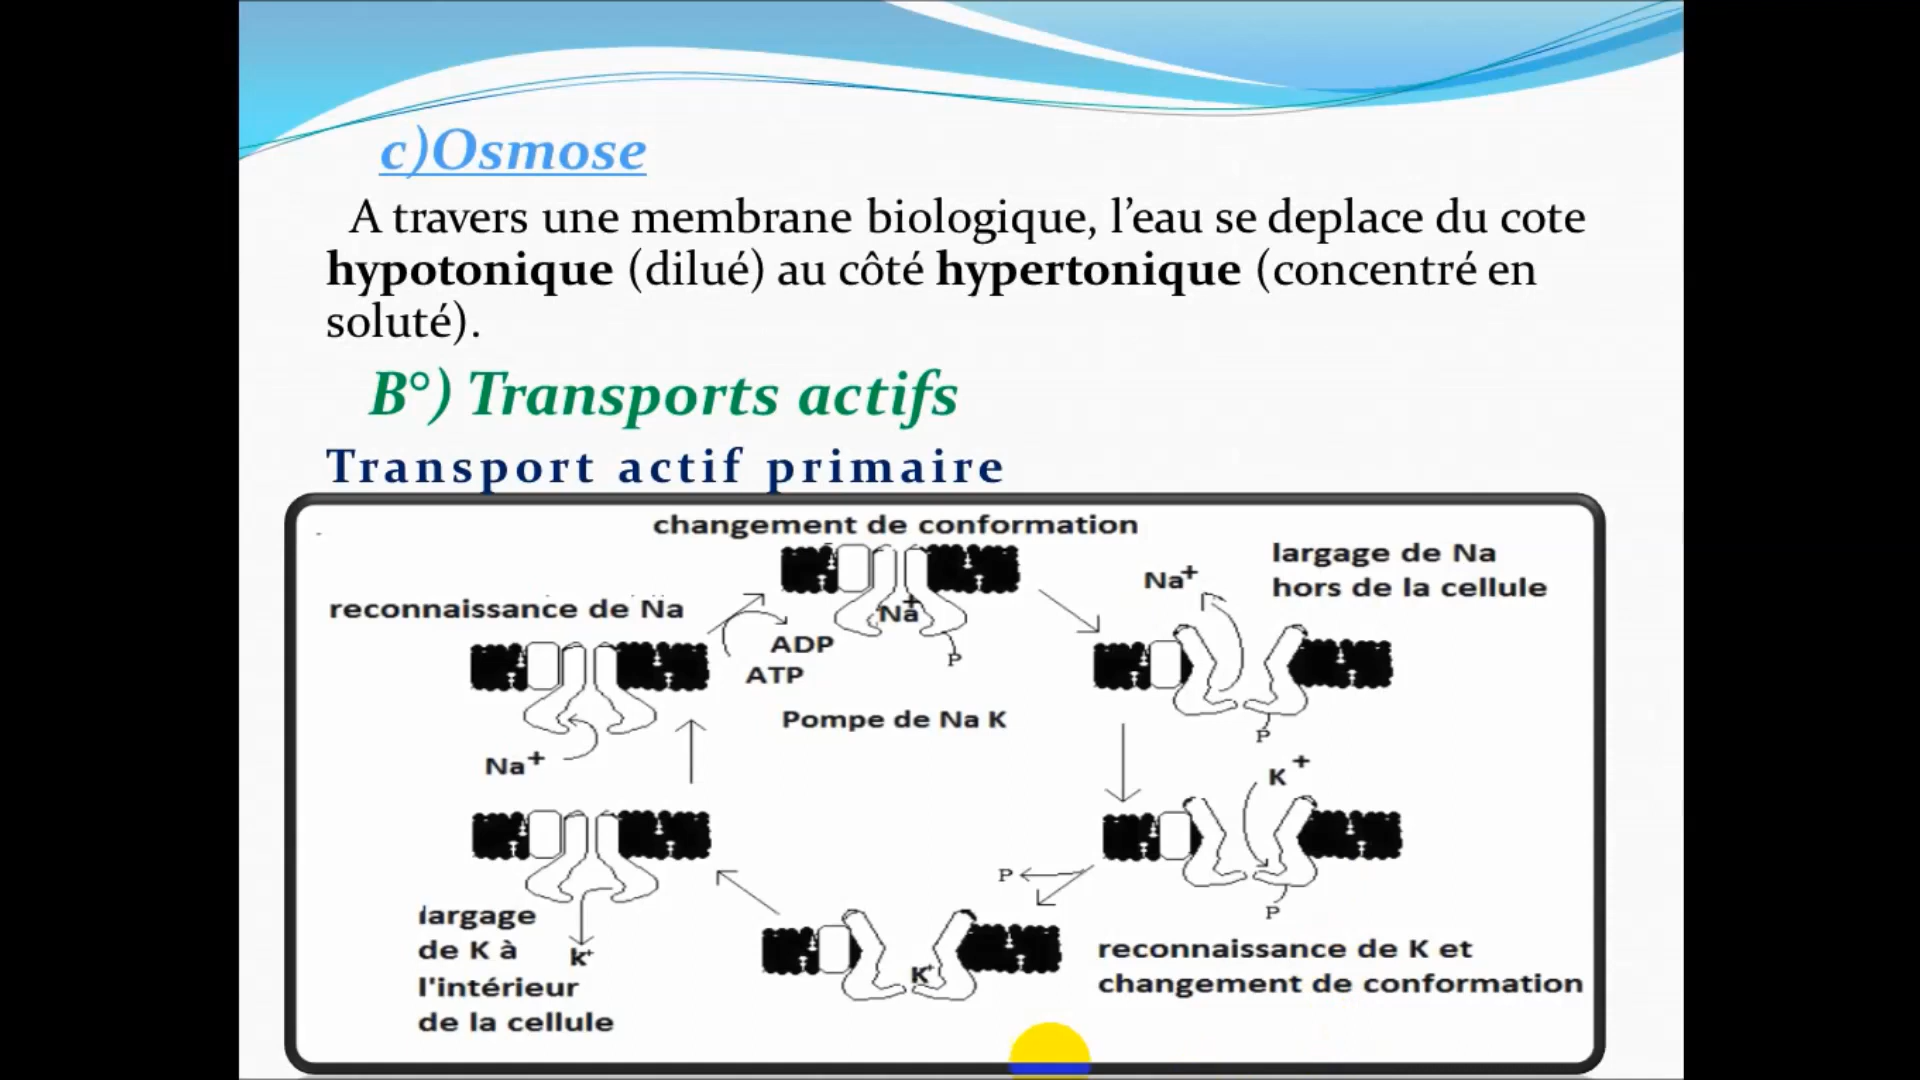 c)Osmose
A travers une membrane biologique, l’eau se deplace du cote
hypotonique (dilué) au côté hypertonique (concentré en
soluté).
B°) Transports actifs
Transport actif primaire
changement de conformation
largage de Na
hors de la cellule
Na+
reconnaissance de Na
Na+
ADP
ATP
P
Pompe de Na K
P
Na+
K+
P
P
largage
de K à
l'intérieur
de la cellule
k+
K+
reconnaissance de K et
changement de conformation